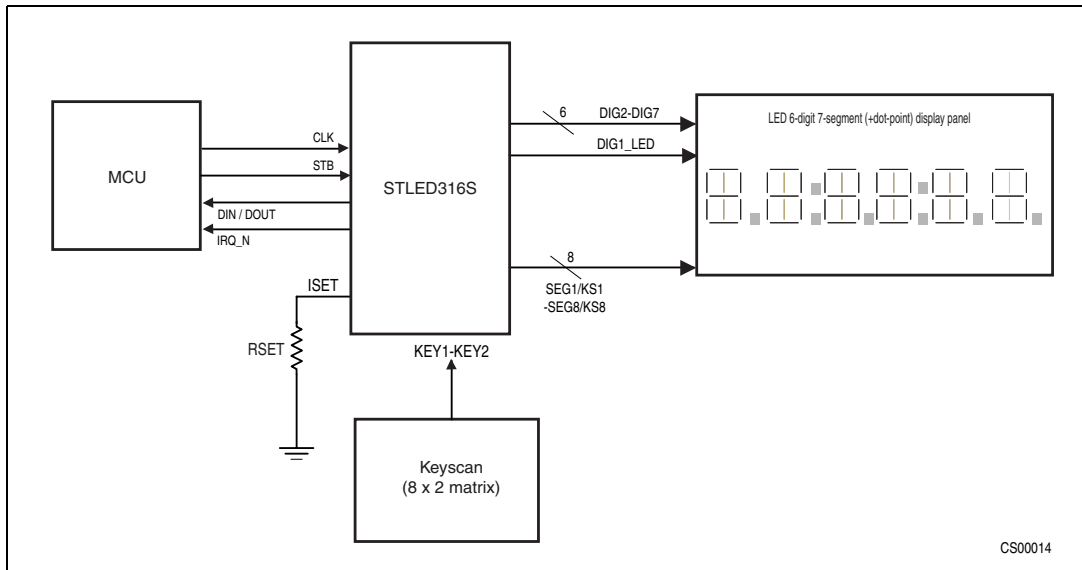 MCU
CLK
STB
DIN / DOUT
IRQ_N
STLED316S
ISET
RSET
KEY1-KEY2
Keyscan
(8 x 2 matrix)
6
DIG2-DIG7
DIG1_LED
8
SEG1/KS1
-SEG8/KS8
LED 6-digit 7-segment (+dot-point) display panel
CS00014